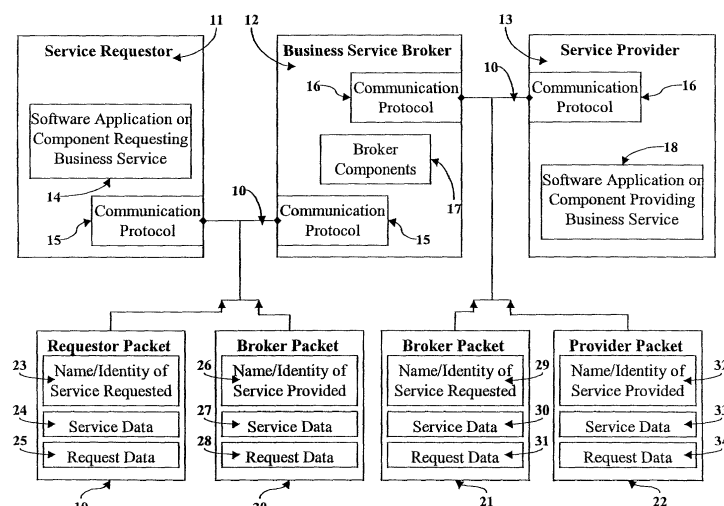 11
12
13
Service Requestor
Business Service Broker
Service Provider
10
10
16
Communication
Protocol
Communication
Protocol
16
Software Application or
Component Requesting
Business Service
14
Broker
Components
17
18
Software Application or
Component Providing
Business Service
10
15
Communication
Protocol
Communication
Protocol
15
Requestor Packet
Broker Packet
Broker Packet
Provider Packet
23
Name/Identity of
Service Requested
26
Name/Identity of
Service Provided
29
Name/Identity of
Service Requested
32
Name/Identity of
Service Provided
24
Service Data
27
Service Data
30
Service Data
33
Service Data
25
Request Data
28
Request Data
31
Request Data
34
Request Data
19
20
21
22